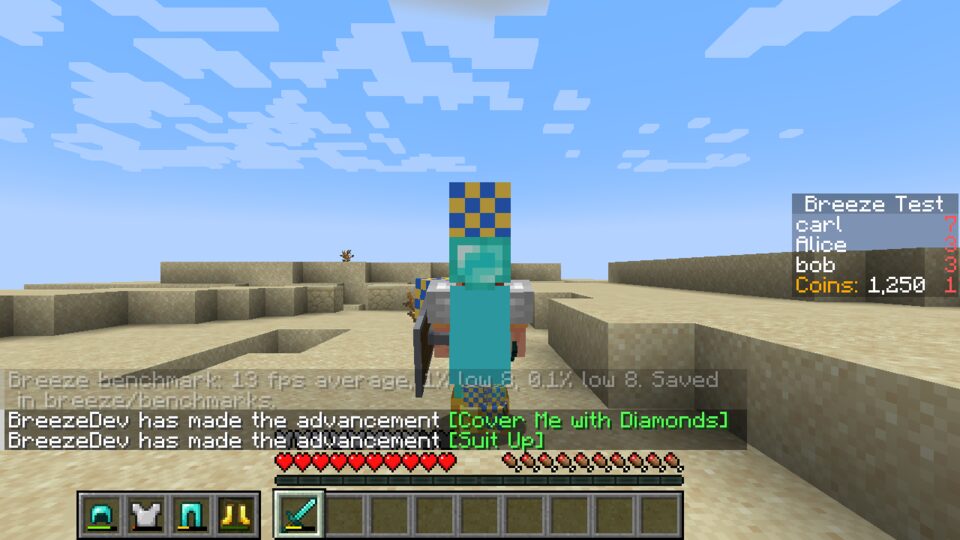 Breeze Test
carl 7
Alice 3
bob 3
Coins: 1,250 1
Breeze benchmark: 13 fps average, 1% low 8, 0.1% low 8. Saved
in breeze/benchmarks.
BreezeDev has made the advancement [Cover Me with Diamonds]
BreezeDev has made the advancement [Suit Up]